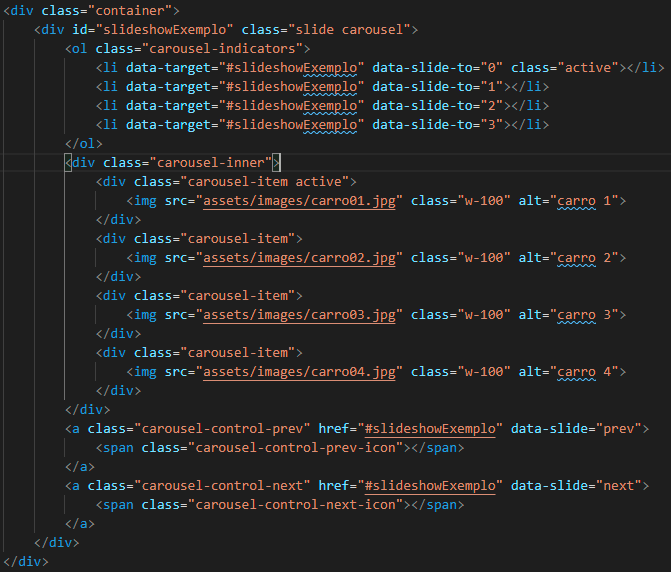 <div class="container">
<div id="slideshowExemplo" class="slide carousel">
<ol class="carousel-indicators">
<li data-target="#slideshowExemplo" data-slide-to="0" class="active"></li>
<li data-target="#slideshowExemplo" data-slide-to="1"></li>
<li data-target="#slideshowExemplo" data-slide-to="2"></li>
<li data-target="#slideshowExemplo" data-slide-to="3"></li>
</ol>
<div class="carousel-inner">
<div class="carousel-item active">
<img src="assets/images/carro01.jpg" class="w-100" alt="carro 1">
</div>
<div class="carousel-item">
<img src="assets/images/carro02.jpg" class="w-100" alt="carro 2">
</div>
<div class="carousel-item">
<img src="assets/images/carro03.jpg" class="w-100" alt="carro 3">
</div>
<div class="carousel-item">
<img src="assets/images/carro04.jpg" class="w-100" alt="carro 4">
</div>
</div>
<a class="carousel-control-prev" href="#slideshowExemplo" data-slide="prev">
<span class="carousel-control-prev-icon"></span>
</a>
<a class="carousel-control-next" href="#slideshowExemplo" data-slide="next">
<span class="carousel-control-next-icon"></span>
</a>
</div>
</div>